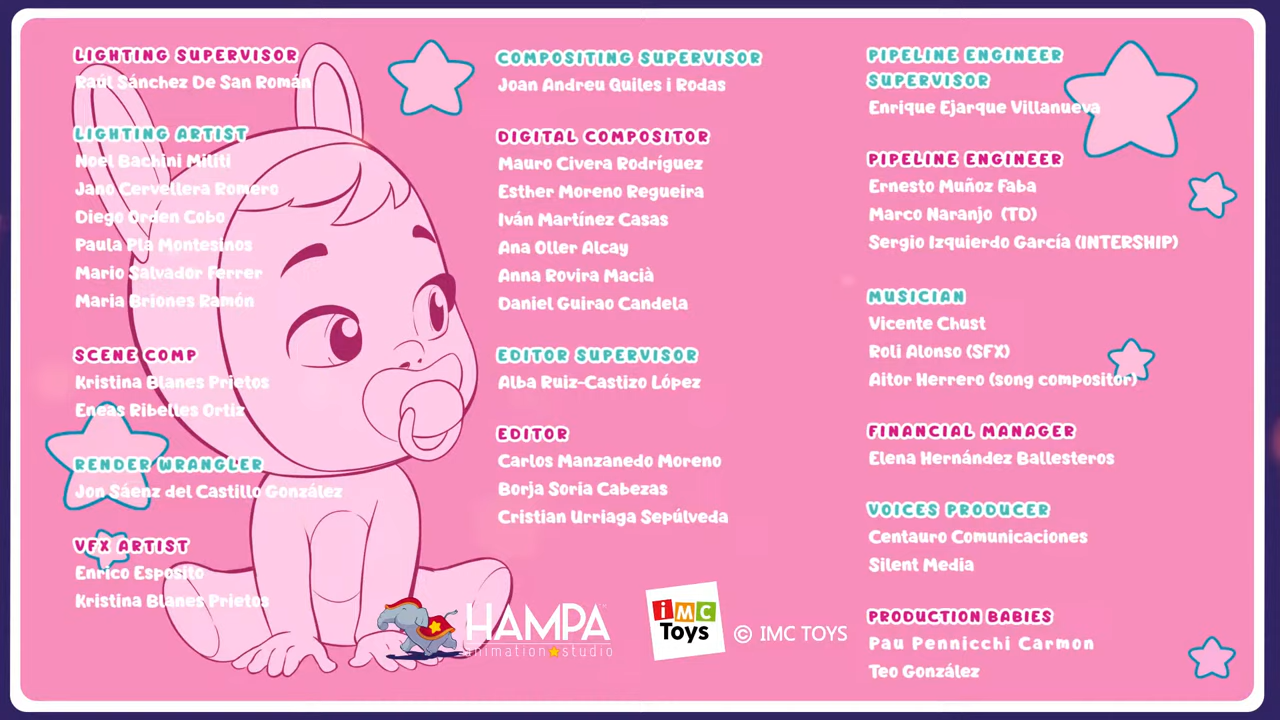 LIGHTING SUPERVISOR
Raúl Sánchez De San Román
LIGHTING ARTIST
Noel Bachini Militi
Jano Cervellera Romero
Diego Orden Cobo
Paula Pla Montesinos
Mario Salvador Ferrer
Maria Briones Ramón
SCENE COMP
Kristina Blanes Prietos
Eneas Ribelles Ortiz
RENDER WRANGLER
Jon Sáenz del Castillo González
VFX ARTIST
Enrico Esposito
Kristina Blanes Prietos
COMPOSITING SUPERVISOR
Joan Andreu Quiles i Rodas
DIGITAL COMPOSITOR
Mauro Civera Rodríguez
Esther Moreno Regueira
Iván Martínez Casas
Ana Oller Alcay
Anna Rovira Macià
Daniel Guirao Candela
EDITOR SUPERVISOR
Alba Ruiz-Castizo López
EDITOR
Carlos Manzanedo Moreno
Borja Soria Cabezas
Cristian Urriaga Sepúlveda
HAMPA
animation studio
iMC
Toys
© IMC TOYS
PIPELINE ENGINEER
SUPERVISOR
Enrique Ejarque Villanueva
PIPELINE ENGINEER
Ernesto Muñoz Faba
Marco Naranjo (TD)
Sergio Izquierdo García (INTERSHIP)
MUSICIAN
Vicente Chust
Roli Alonso (SFX)
Aitor Herrero (song compositor)
FINANCIAL MANAGER
Elena Hernández Ballesteros
VOICES PRODUCER
Centauro Comunicaciones
Silent Media
PRODUCTION BABIES
Pau Pennicchi Carmon
Teo González